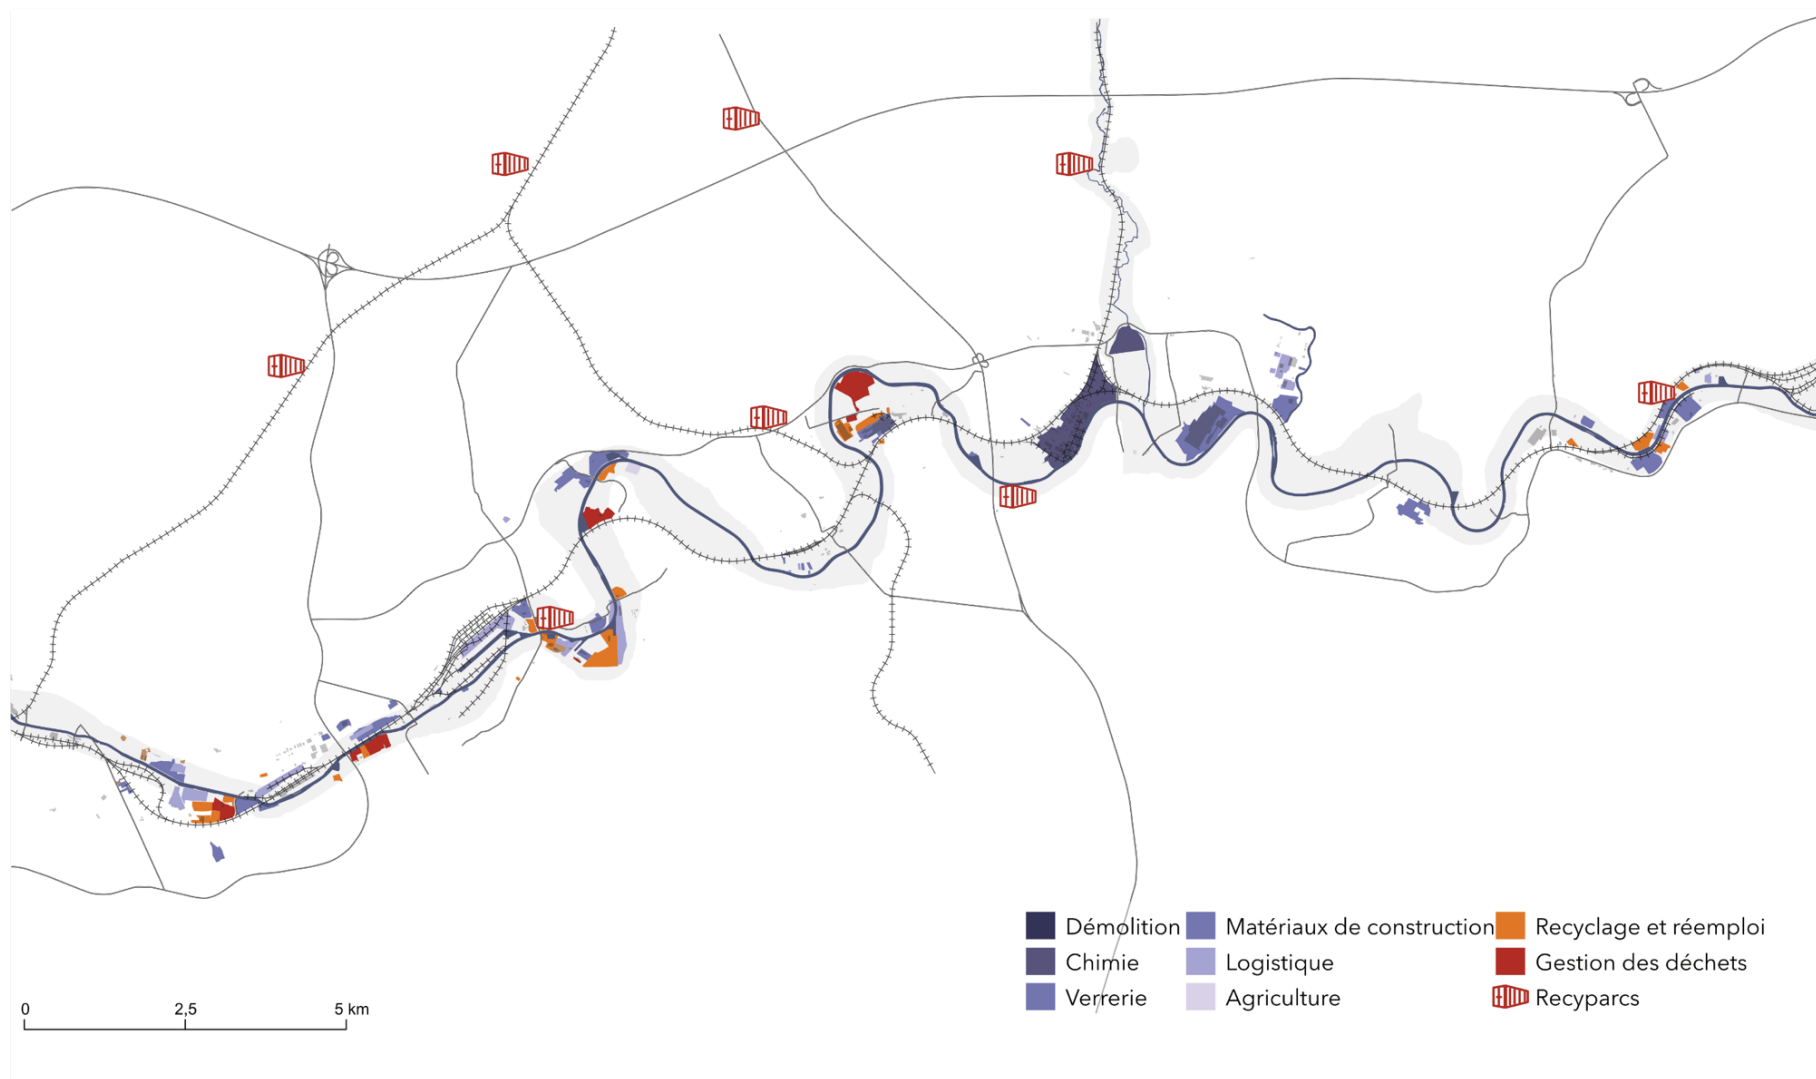 Démolition Matériaux de construction Recyclage et réemploi
Chimie Logistique Gestion des déchets
Verrerie Agriculture Recyparcs
0 2,5 5 km